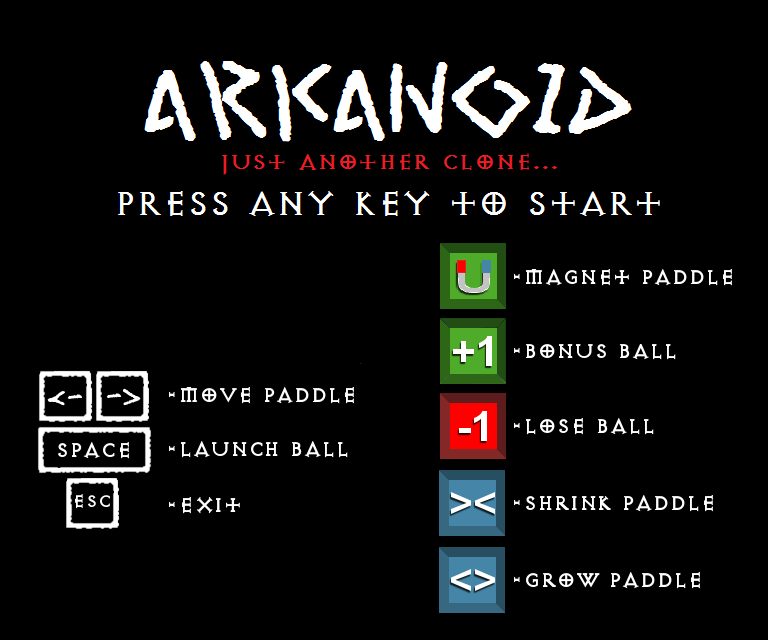 ARKANOID
JUST ANOTHER CLONE...
PRESS ANY KEY TO START
<- -> -MOVE PADDLE
SPACE -LAUNCH BALL
ESC -EXIT
-MAGNET PADDLE
+1 -BONUS BALL
-1 -LOSE BALL
>< -SHRINK PADDLE
<> -GROW PADDLE